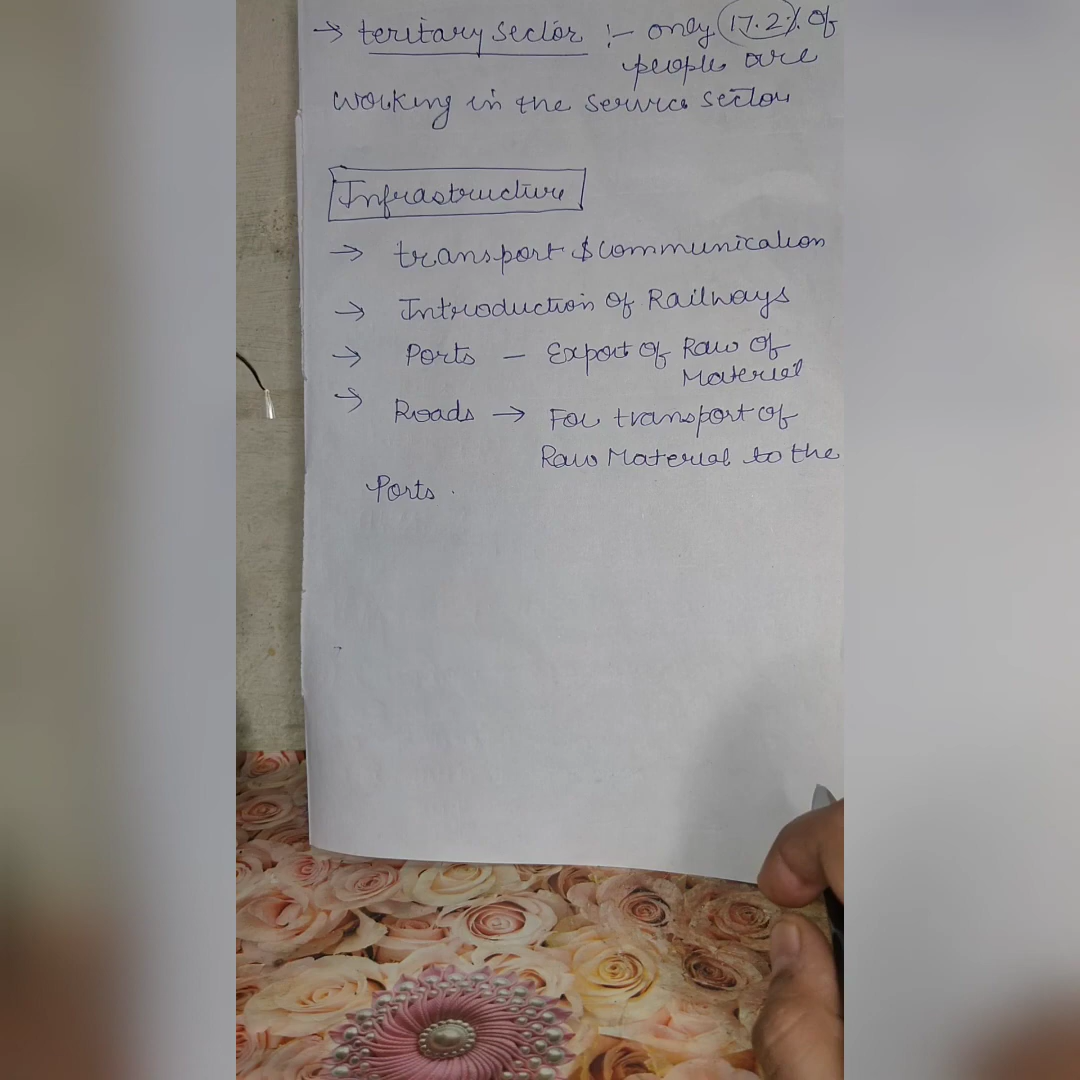 → teritary sector :- only 17.2% of
people are
working in the service sector
Infrastructure
→ transport & communication
→ Introduction of Railways
→ Ports - Export of Raw of
Material
→ Roads → For transport of
Raw Material to the
Ports.